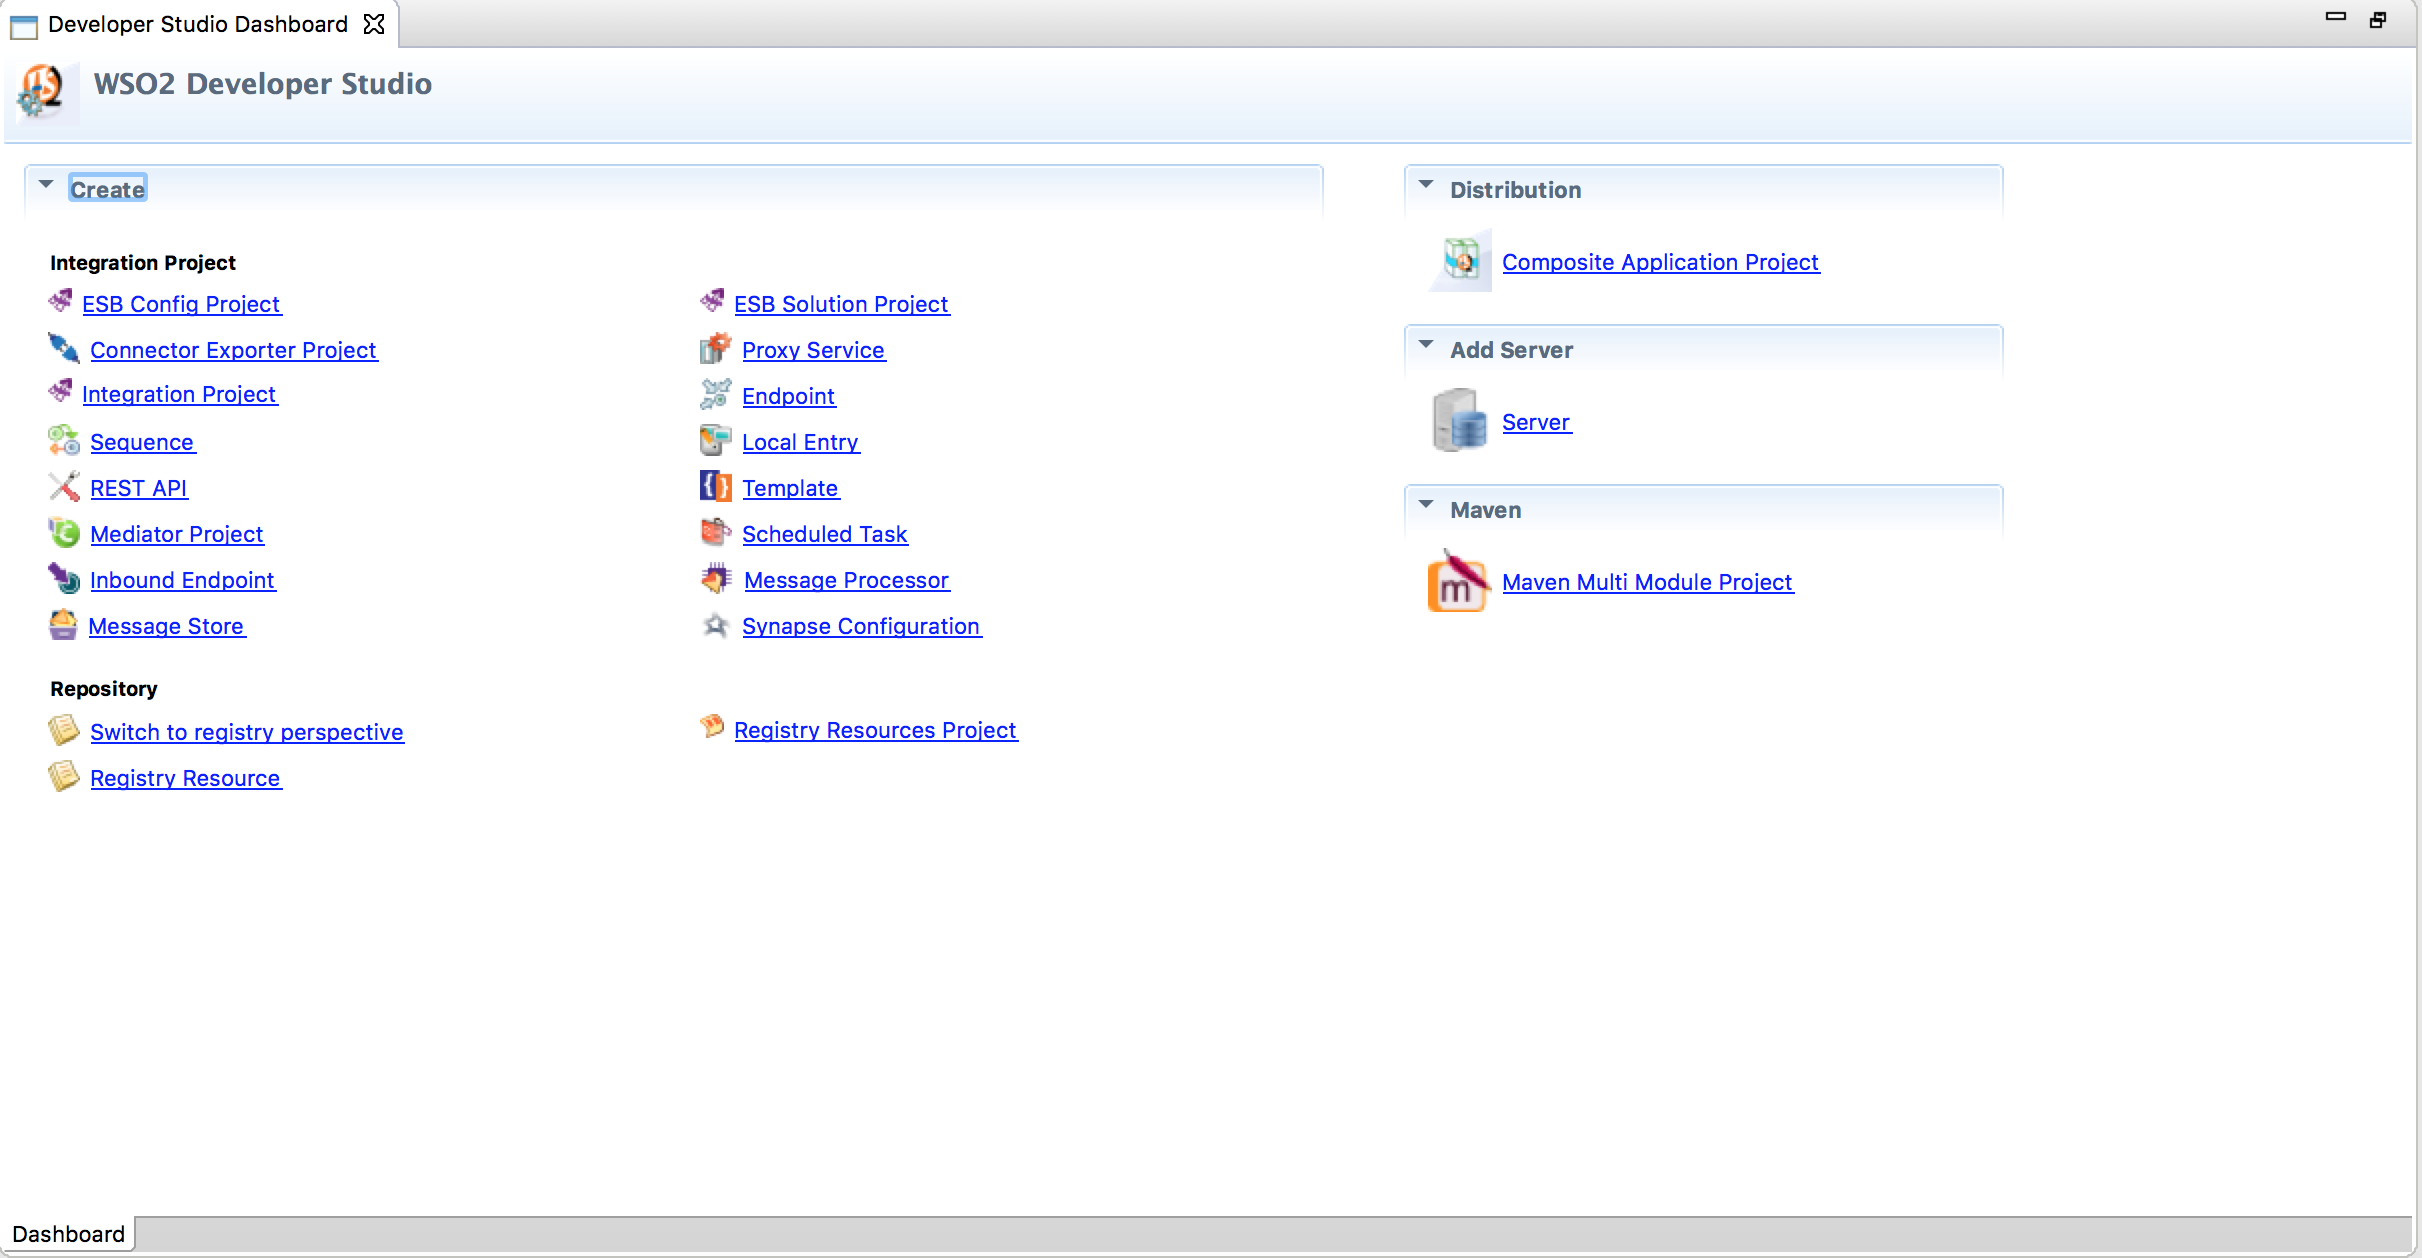 Developer Studio Dashboard
WSO2 Developer Studio
Create
Integration Project
ESB Config Project
ESB Solution Project
Connector Exporter Project
Proxy Service
Integration Project
Endpoint
Sequence
Local Entry
REST API
Template
Mediator Project
Scheduled Task
Inbound Endpoint
Message Processor
Message Store
Synapse Configuration
Repository
Switch to registry perspective
Registry Resources Project
Registry Resource
Distribution
Composite Application Project
Add Server
Server
Maven
m
Maven Multi Module Project
Dashboard